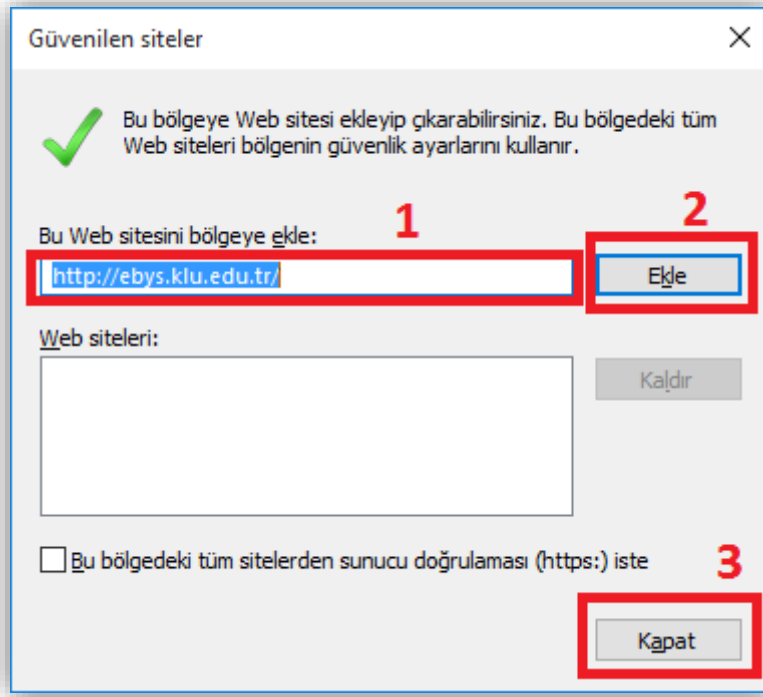 Güvenilen siteler
Bu bölgeye Web sitesi ekleyip çıkarabilirsiniz. Bu bölgedeki tüm
Web siteleri bölgenin güvenlik ayarlarını kullanır.
1
2
Bu Web sitesini bölgeye ekle:
http://ebys.klu.edu.tr/
Ekle
Web siteleri:
Kaldır
Bu bölgedeki tüm sitelerden sunucu doğrulaması (https:) iste
3
Kapat